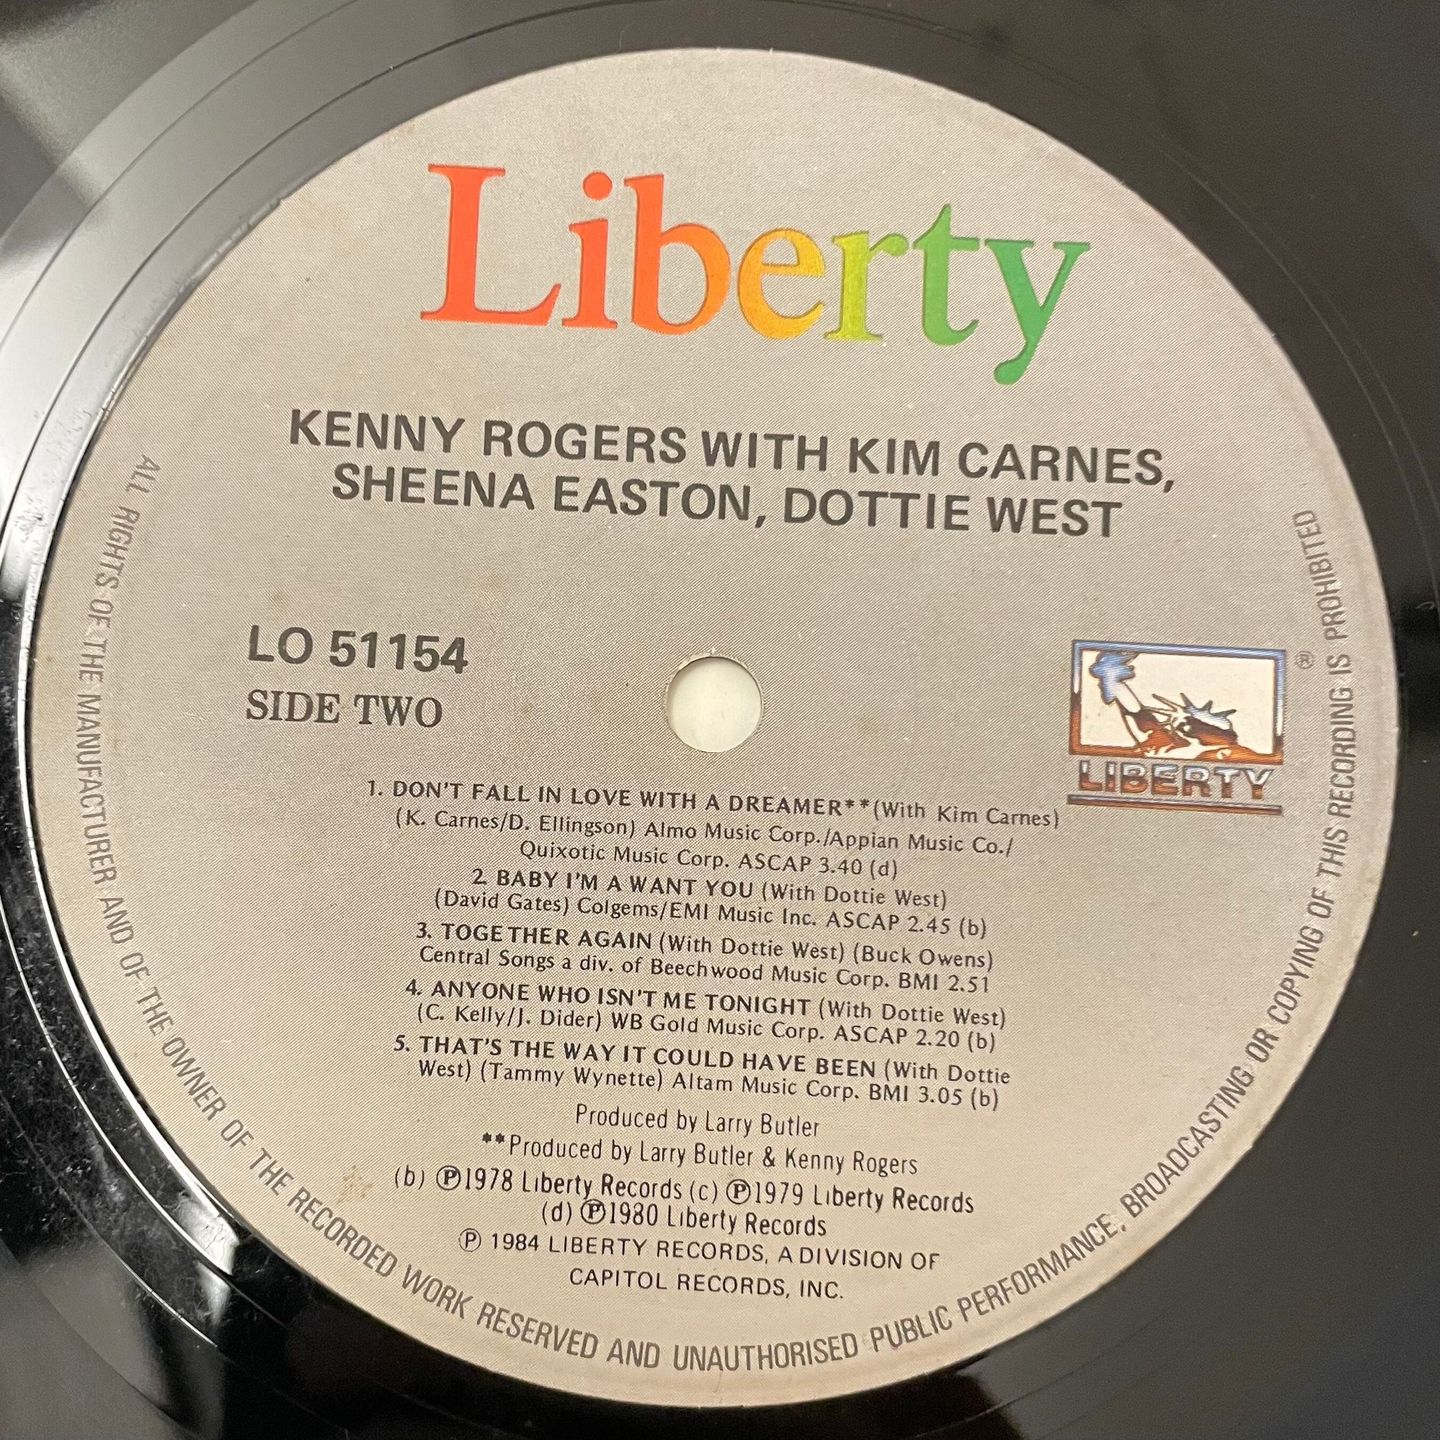 Liberty
KENNY ROGERS WITH KIM CARNES,
SHEENA EASTON, DOTTIE WEST
LO 51154
SIDE TWO
®
LIBERTY
1. DON'T FALL IN LOVE WITH A DREAMER**(With Kim Carnes)
(K. Carnes/D. Ellingson) Almo Music Corp./Appian Music Co./
Quixotic Music Corp. ASCAP 3.40 (d)
2. BABY I'M A WANT YOU (With Dottie West)
(David Gates) Colgems/EMI Music Inc. ASCAP 2.45 (b)
3. TOGETHER AGAIN (With Dottie West) (Buck Owens)
Central Songs a div. of Beechwood Music Corp. BMI 2.51
4. ANYONE WHO ISN'T ME TONIGHT (With Dottie West)
(C. Kelly/J. Dider) WB Gold Music Corp. ASCAP 2.20 (b)
5. THAT'S THE WAY IT COULD HAVE BEEN (With Dottie
West) (Tammy Wynette) Altam Music Corp. BMI 3.05 (b)
Produced by Larry Butler
**Produced by Larry Butler & Kenny Rogers
(b) ℗1978 Liberty Records (c) ℗1979 Liberty Records
(d) ℗1980 Liberty Records
℗ 1984 LIBERTY RECORDS, A DIVISION OF
CAPITOL RECORDS, INC.
ALL RIGHTS OF THE MANUFACTURER AND OF THE OWNER OF THE RECORDED WORK RESERVED AND UNAUTHORISED PUBLIC PERFORMANCE, BROADCASTING OR COPYING OF THIS RECORDING IS PROHIBITED